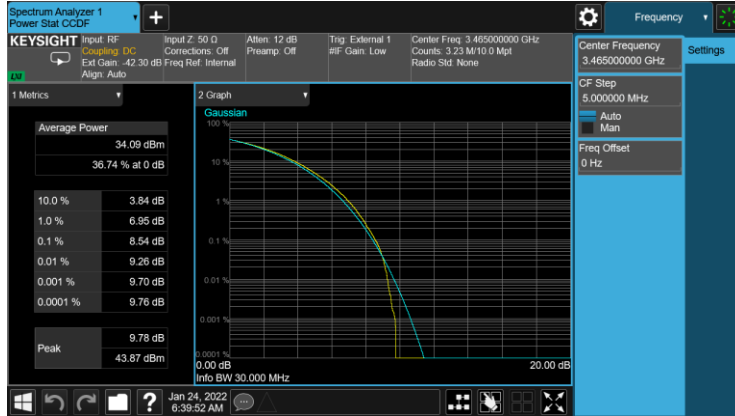 Spectrum Analyzer 1
Power Stat CCDF
Frequency
KEYSIGHT
Input: RF
Coupling: DC
Ext Gain: -42.30 dB
Align: Auto
Input Z: 50 Ω
Corrections: Off
Freq Ref: Internal
Atten: 12 dB
Preamp: Off
Trig: External 1
#IF Gain: Low
Center Freq: 3.465000000 GHz
Counts: 3.23 M/10.0 Mpt
Radio Std: None
LXI
Center Frequency
3.465000000 GHz
Settings
CF Step
5.000000 MHz
Auto
Man
Freq Offset
0 Hz
1 Metrics
Average Power
34.09 dBm
36.74 % at 0 dB
10.0 % 3.84 dB
1.0 % 6.95 dB
0.1 % 8.54 dB
0.01 % 9.26 dB
0.001 % 9.70 dB
0.0001 % 9.76 dB
Peak
9.78 dB
43.87 dBm
2 Graph
Gaussian
100 %
10 %
1 %
0.1 %
0.01 %
0.001 %
0.0001 %
0.00 dB 20.00 dB
Info BW 30.000 MHz
?
Jan 24, 2022
6:39:52 AM